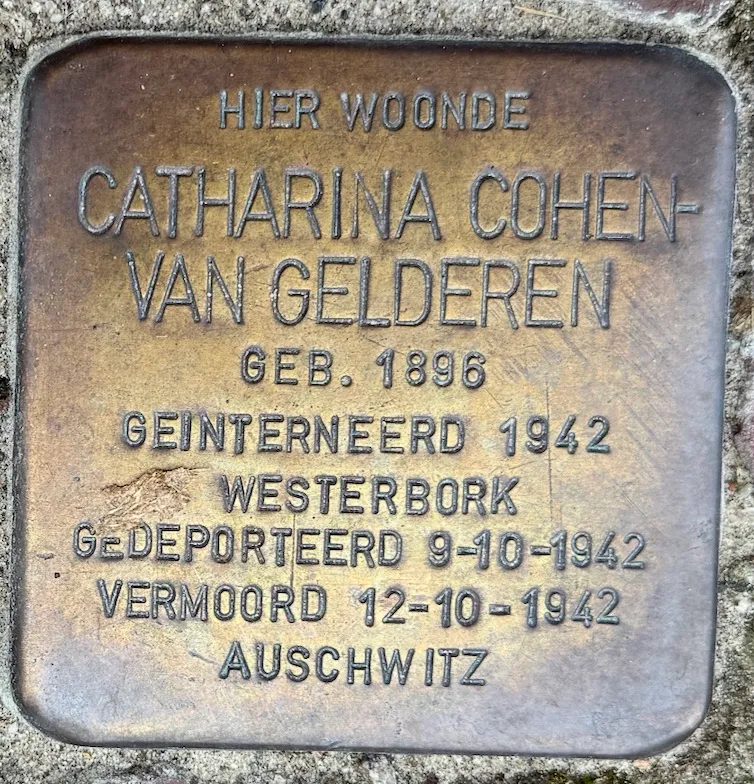 HIER WOONDE
CATHARINA COHEN-
VAN GELDEREN
GEB. 1896
GEINTERNEERD 1942
WESTERBORK
GEDEPORTEERD 9-10-1942
VERMOORD 12-10-1942
AUSCHWITZ